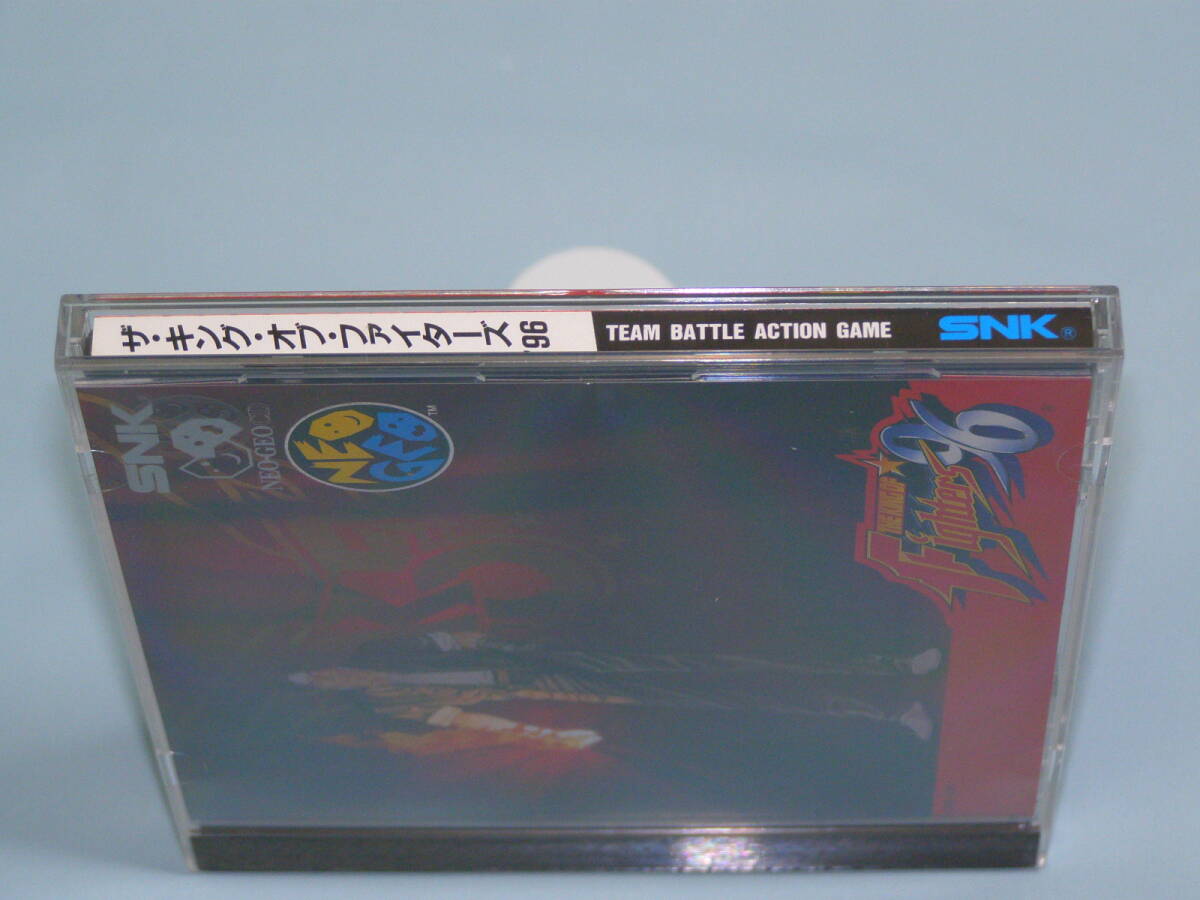 ザ・キング・オブ・ファイターズ'96
TEAM BATTLE ACTION GAME
SNK®
SNK
NEO•GEO CD
NEO GEO™
THE KING OF Fighters 96